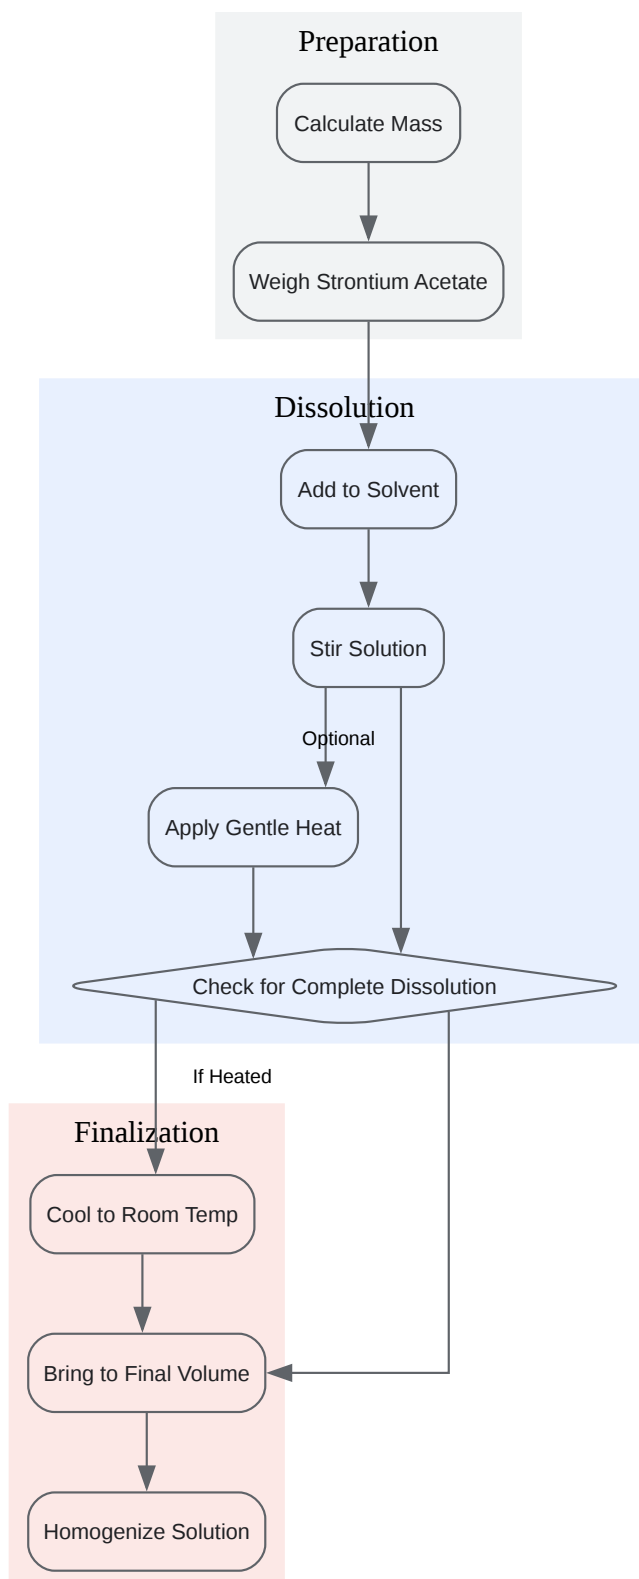 Preparation
Calculate Mass
Weigh Strontium Acetate
Dissolution
Add to Solvent
Stir Solution
Optional
Apply Gentle Heat
Check for Complete Dissolution
If Heated
Finalization
Cool to Room Temp
Bring to Final Volume
Homogenize Solution